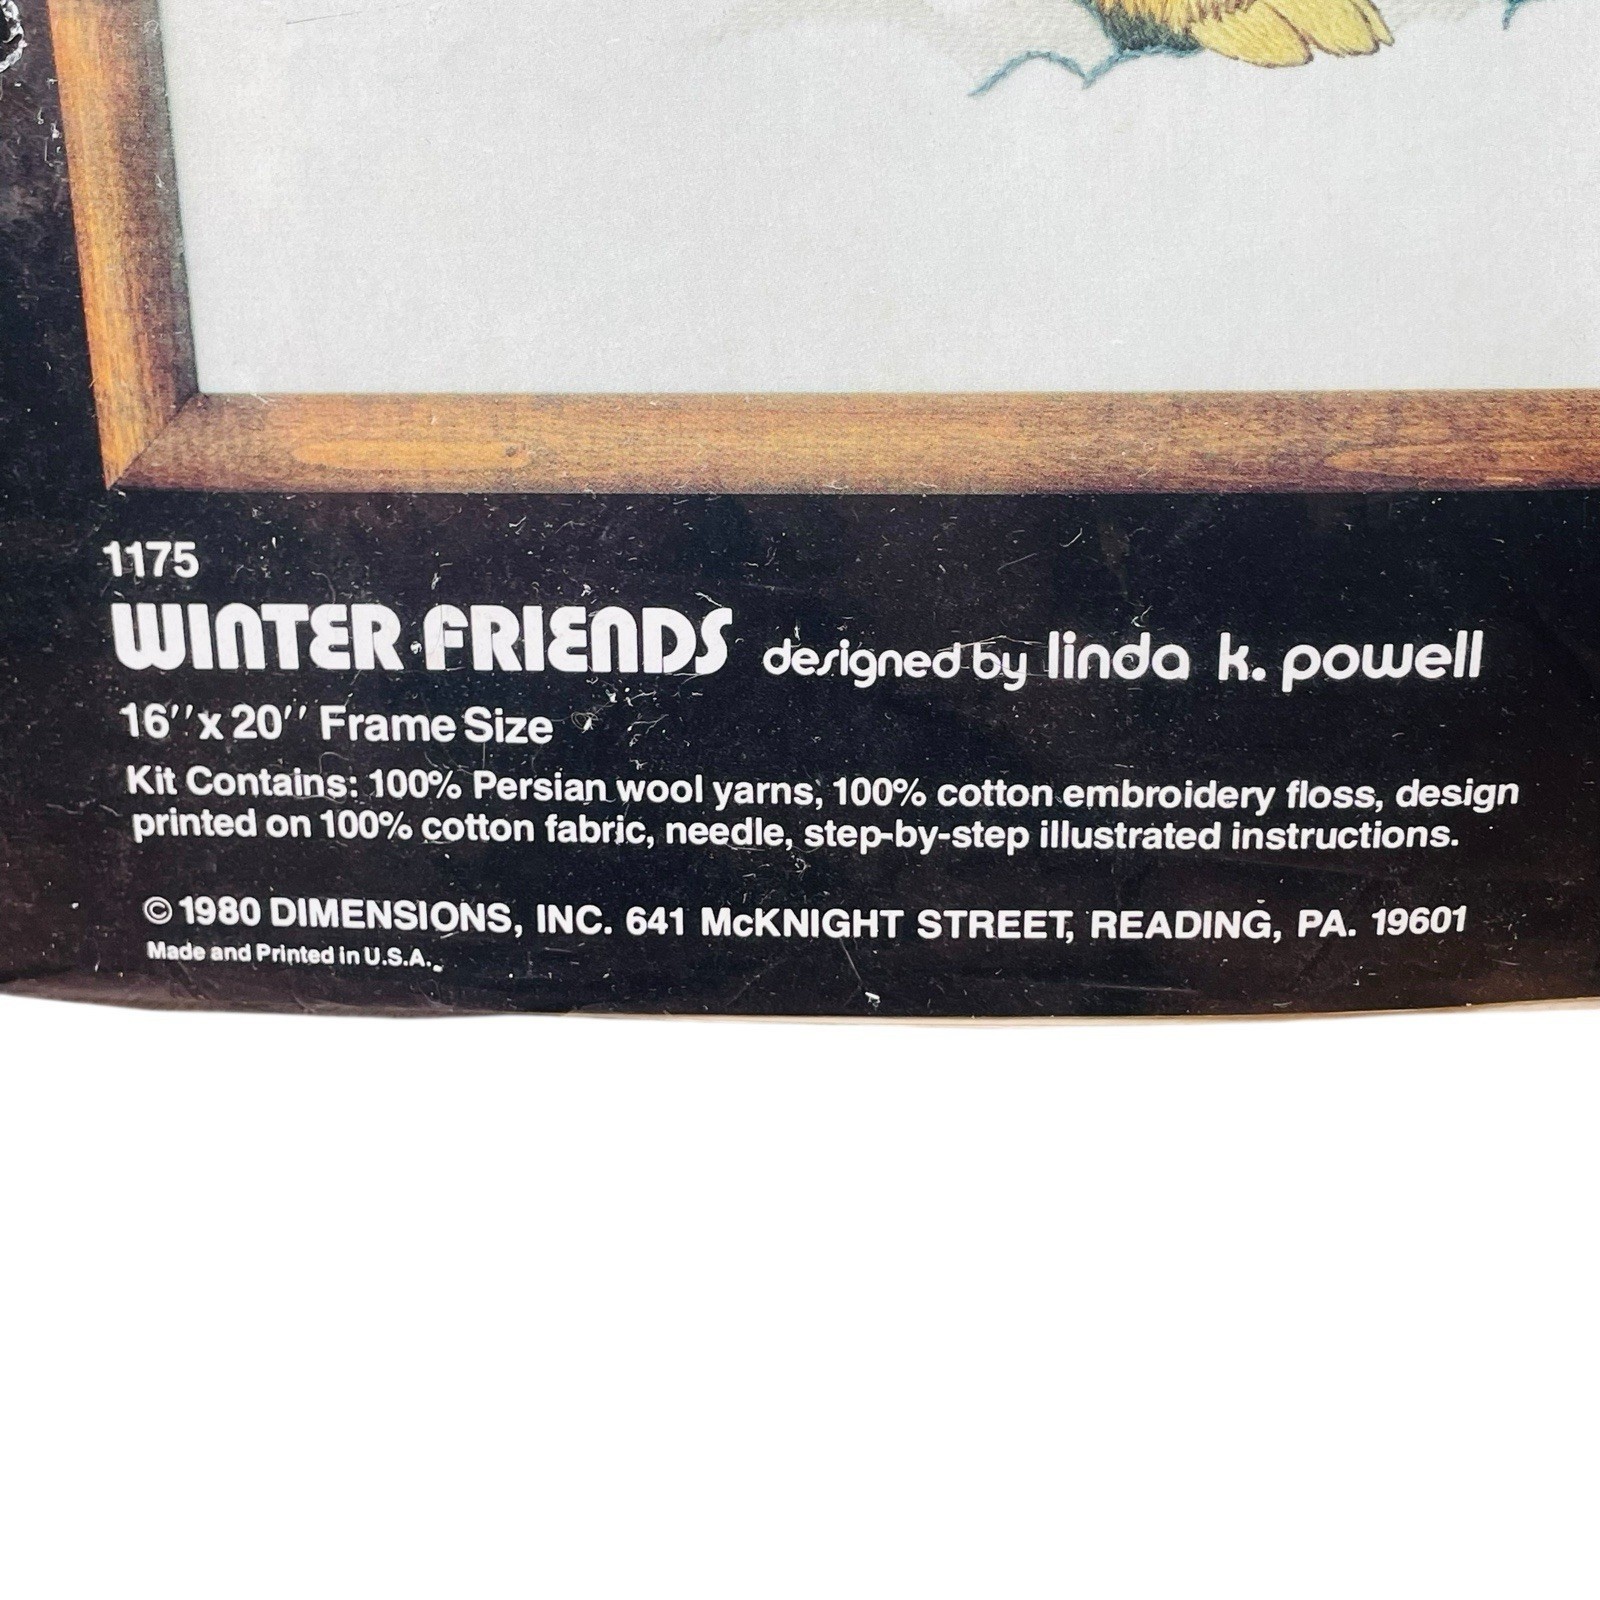 1175
WINTER FRIENDS designed by linda k. powell
16″ x 20″ Frame Size
Kit Contains: 100% Persian wool yarns, 100% cotton embroidery floss, design
printed on 100% cotton fabric, needle, step-by-step illustrated instructions.
© 1980 DIMENSIONS, INC. 641 McKNIGHT STREET, READING, PA. 19601
Made and Printed in U.S.A.